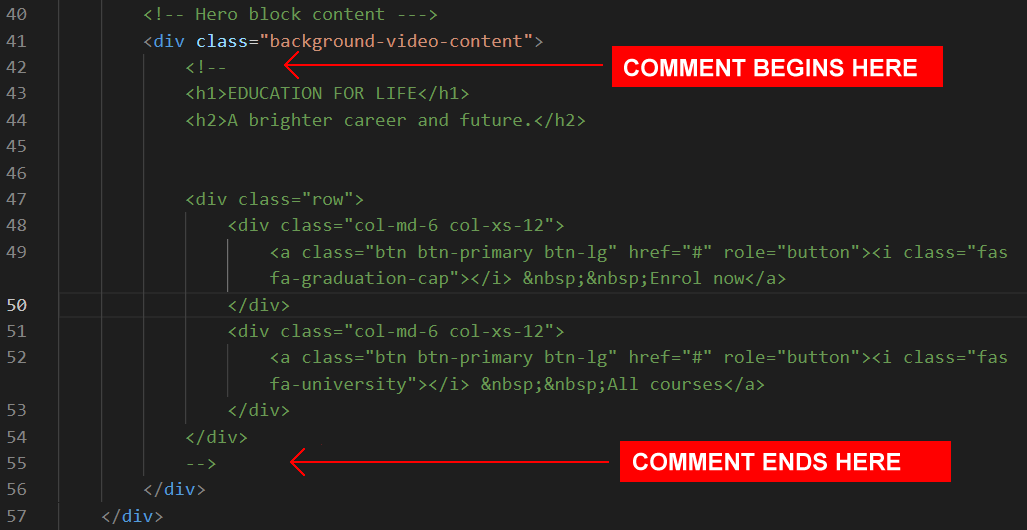 40 <!-- Hero block content --->
41 <div class="background-video-content">
42 <!--
COMMENT BEGINS HERE
43 <h1>EDUCATION FOR LIFE</h1>
44 <h2>A brighter career and future.</h2>
45
46
47 <div class="row">
48 <div class="col-md-6 col-xs-12">
49 <a class="btn btn-primary btn-lg" href="#" role="button"><i class="fas
fa-graduation-cap"></i> &nbsp;&nbsp;Enrol now</a>
50 </div>
51 <div class="col-md-6 col-xs-12">
52 <a class="btn btn-primary btn-lg" href="#" role="button"><i class="fas
fa-university"></i> &nbsp;&nbsp;All courses</a>
53 </div>
54 </div>
55 -->
COMMENT ENDS HERE
56 </div>
57 </div>